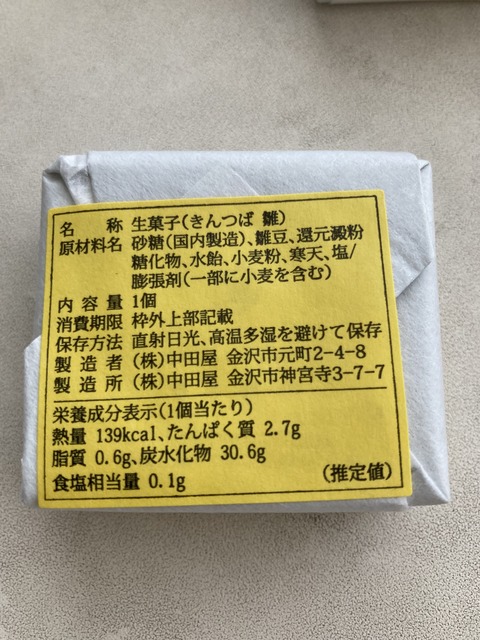 名称 生菓子(きんつば 雛)
原材料名 砂糖(国内製造)、雛豆、還元澱粉
糖化物、水飴、小麦粉、寒天、塩/
膨張剤(一部に小麦を含む)
内容量 1個
消費期限 枠外上部記載
保存方法 直射日光、高温多湿を避けて保存
製造者 (株)中田屋 金沢市元町2-4-8
製造所 (株)中田屋 金沢市神宮寺3-7-7
栄養成分表示(1個当たり)
熱量 139kcal、たんぱく質 2.7g
脂質 0.6g、炭水化物 30.6g
食塩相当量 0.1g (推定値)